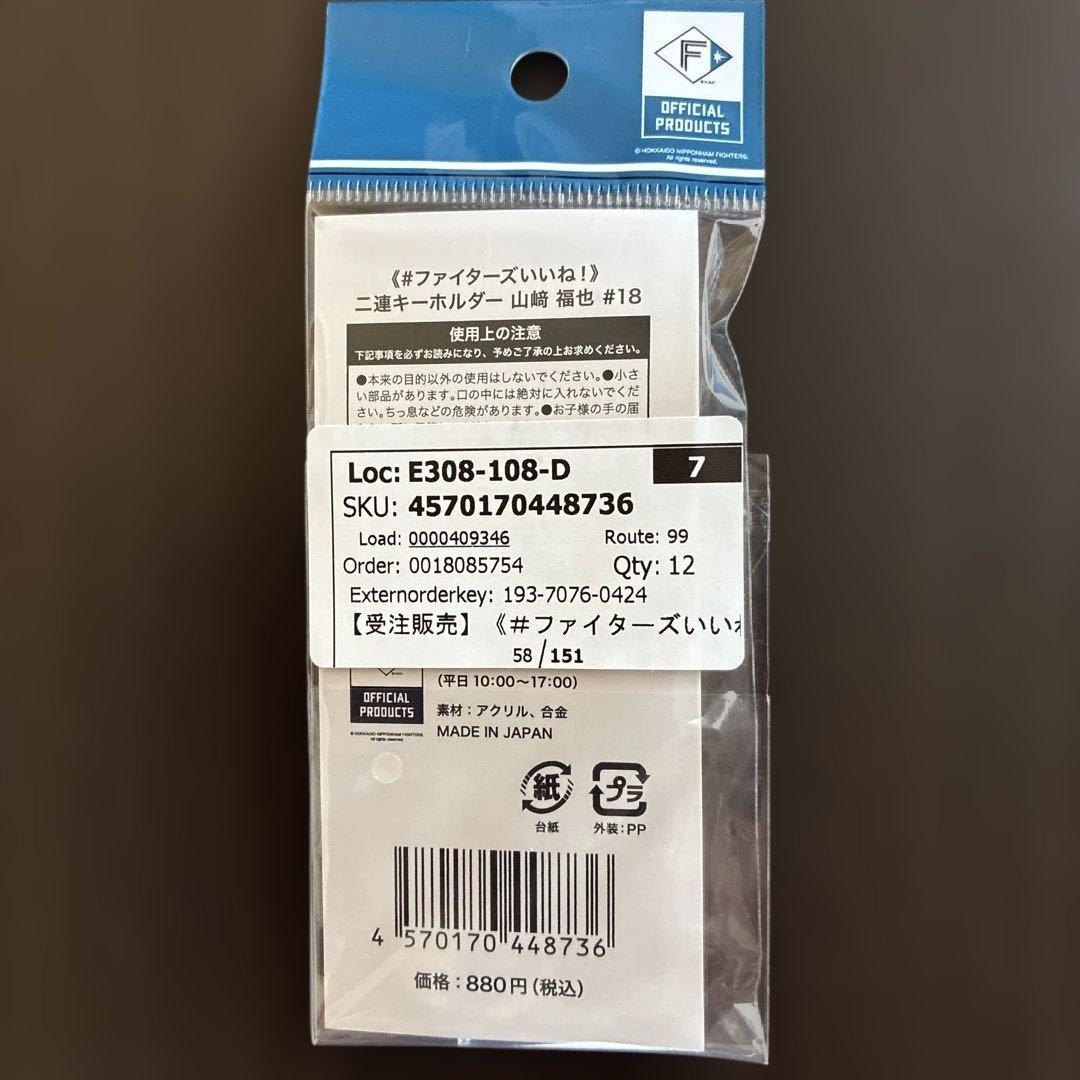 F
OFFICIAL
PRODUCTS
© HOKKAIDO NIPPONHAM FIGHTERS.
All rights reserved.
《#ファイターズいいね！》
二連キーホルダー 山﨑 福也 #18
使用上の注意
下記事項を必ずお読みになり、予めご了承の上お求めください。
●本来の目的以外の使用はしないでください。●小さ
い部品があります。口の中には絶対に入れないでくだ
さい。ちっ息などの危険があります。●お子様の手の届
Loc: E308-108-D
7
SKU: 4570170448736
Load: 0000409346
Route: 99
Order: 0018085754
Qty: 12
Externorderkey: 193-7076-0424
【受注販売】《＃ファイターズいい
58/151
(平日 10:00〜17:00)
OFFICIAL
PRODUCTS
© HOKKAIDO NIPPONHAM FIGHTERS.
All rights reserved.
素材：アクリル、合金
MADE IN JAPAN
紙
台紙
プラ
外装：PP
4 570170 448736
価格：880円（税込）